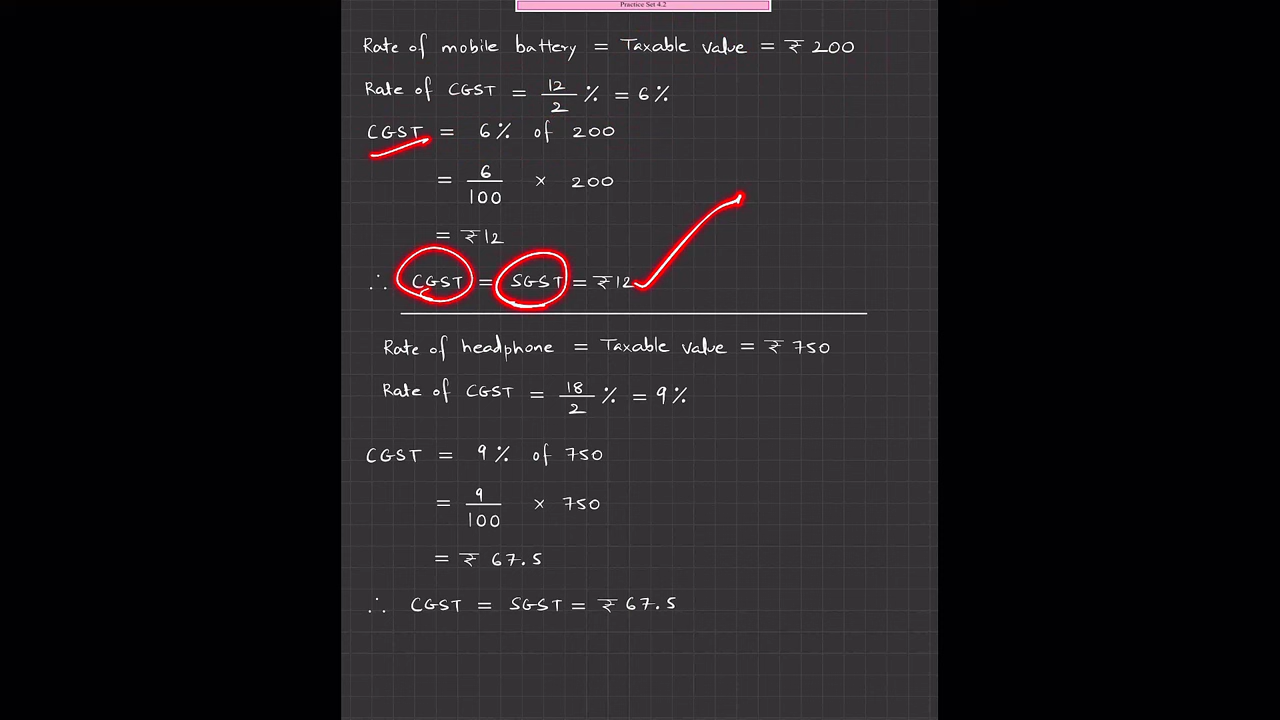 Practice Set 4.2
Rate of mobile battery = Taxable value = ₹ 200
Rate of CGST = 12/2 % = 6%
CGST = 6% of 200
= 6/100 × 200
= ₹12
∴ CGST = SGST = ₹12
Rate of headphone = Taxable value = ₹ 750
Rate of CGST = 18/2 % = 9%
CGST = 9% of 750
= 9/100 × 750
= ₹ 67.5
∴ CGST = SGST = ₹ 67.5